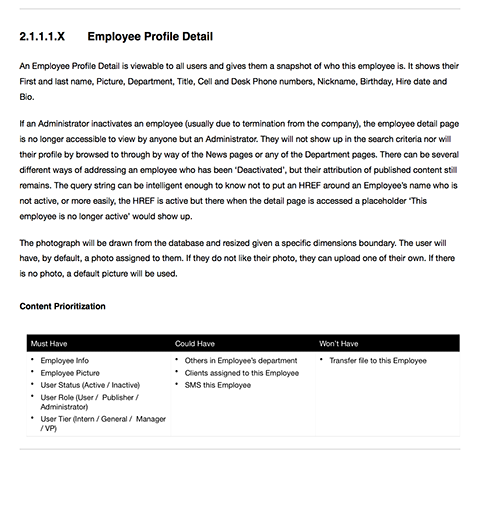 2.1.1.1.X Employee Profile Detail
An Employee Profile Detail is viewable to all users and gives them a snapshot of who this employee is. It shows their
First and last name, Picture, Department, Title, Cell and Desk Phone numbers, Nickname, Birthday, Hire date and
Bio.
If an Administrator inactivates an employee (usually due to termination from the company), the employee detail page
is no longer accessible to view by anyone but an Administrator. They will not show up in the search criteria nor will
their profile by browsed to through by way of the News pages or any of the Department pages. There can be several
different ways of addressing an employee who has been 'Deactivated', but their attribution of published content still
remains. The query string can be intelligent enough to know not to put an HREF around an Employee's name who is
not active, or more easily, the HREF is active but there when the detail page is accessed a placeholder 'This
employee is no longer active' would show up.
The photograph will be drawn from the database and resized given a specific dimensions boundary. The user will
have, by default, a photo assigned to them. If they do not like their photo, they can upload one of their own. If there
is no photo, a default picture will be used.
Content Prioritization
Must Have Could Have Won't Have
* Employee Info * Others in Employee's department * Transfer file to this Employee
* Employee Picture * Clients assigned to this Employee
* User Status (Active / Inactive) * SMS this Employee
* User Role (User / Publisher /
Administrator)
* User Tier (Intern / General / Manager
/ VP)